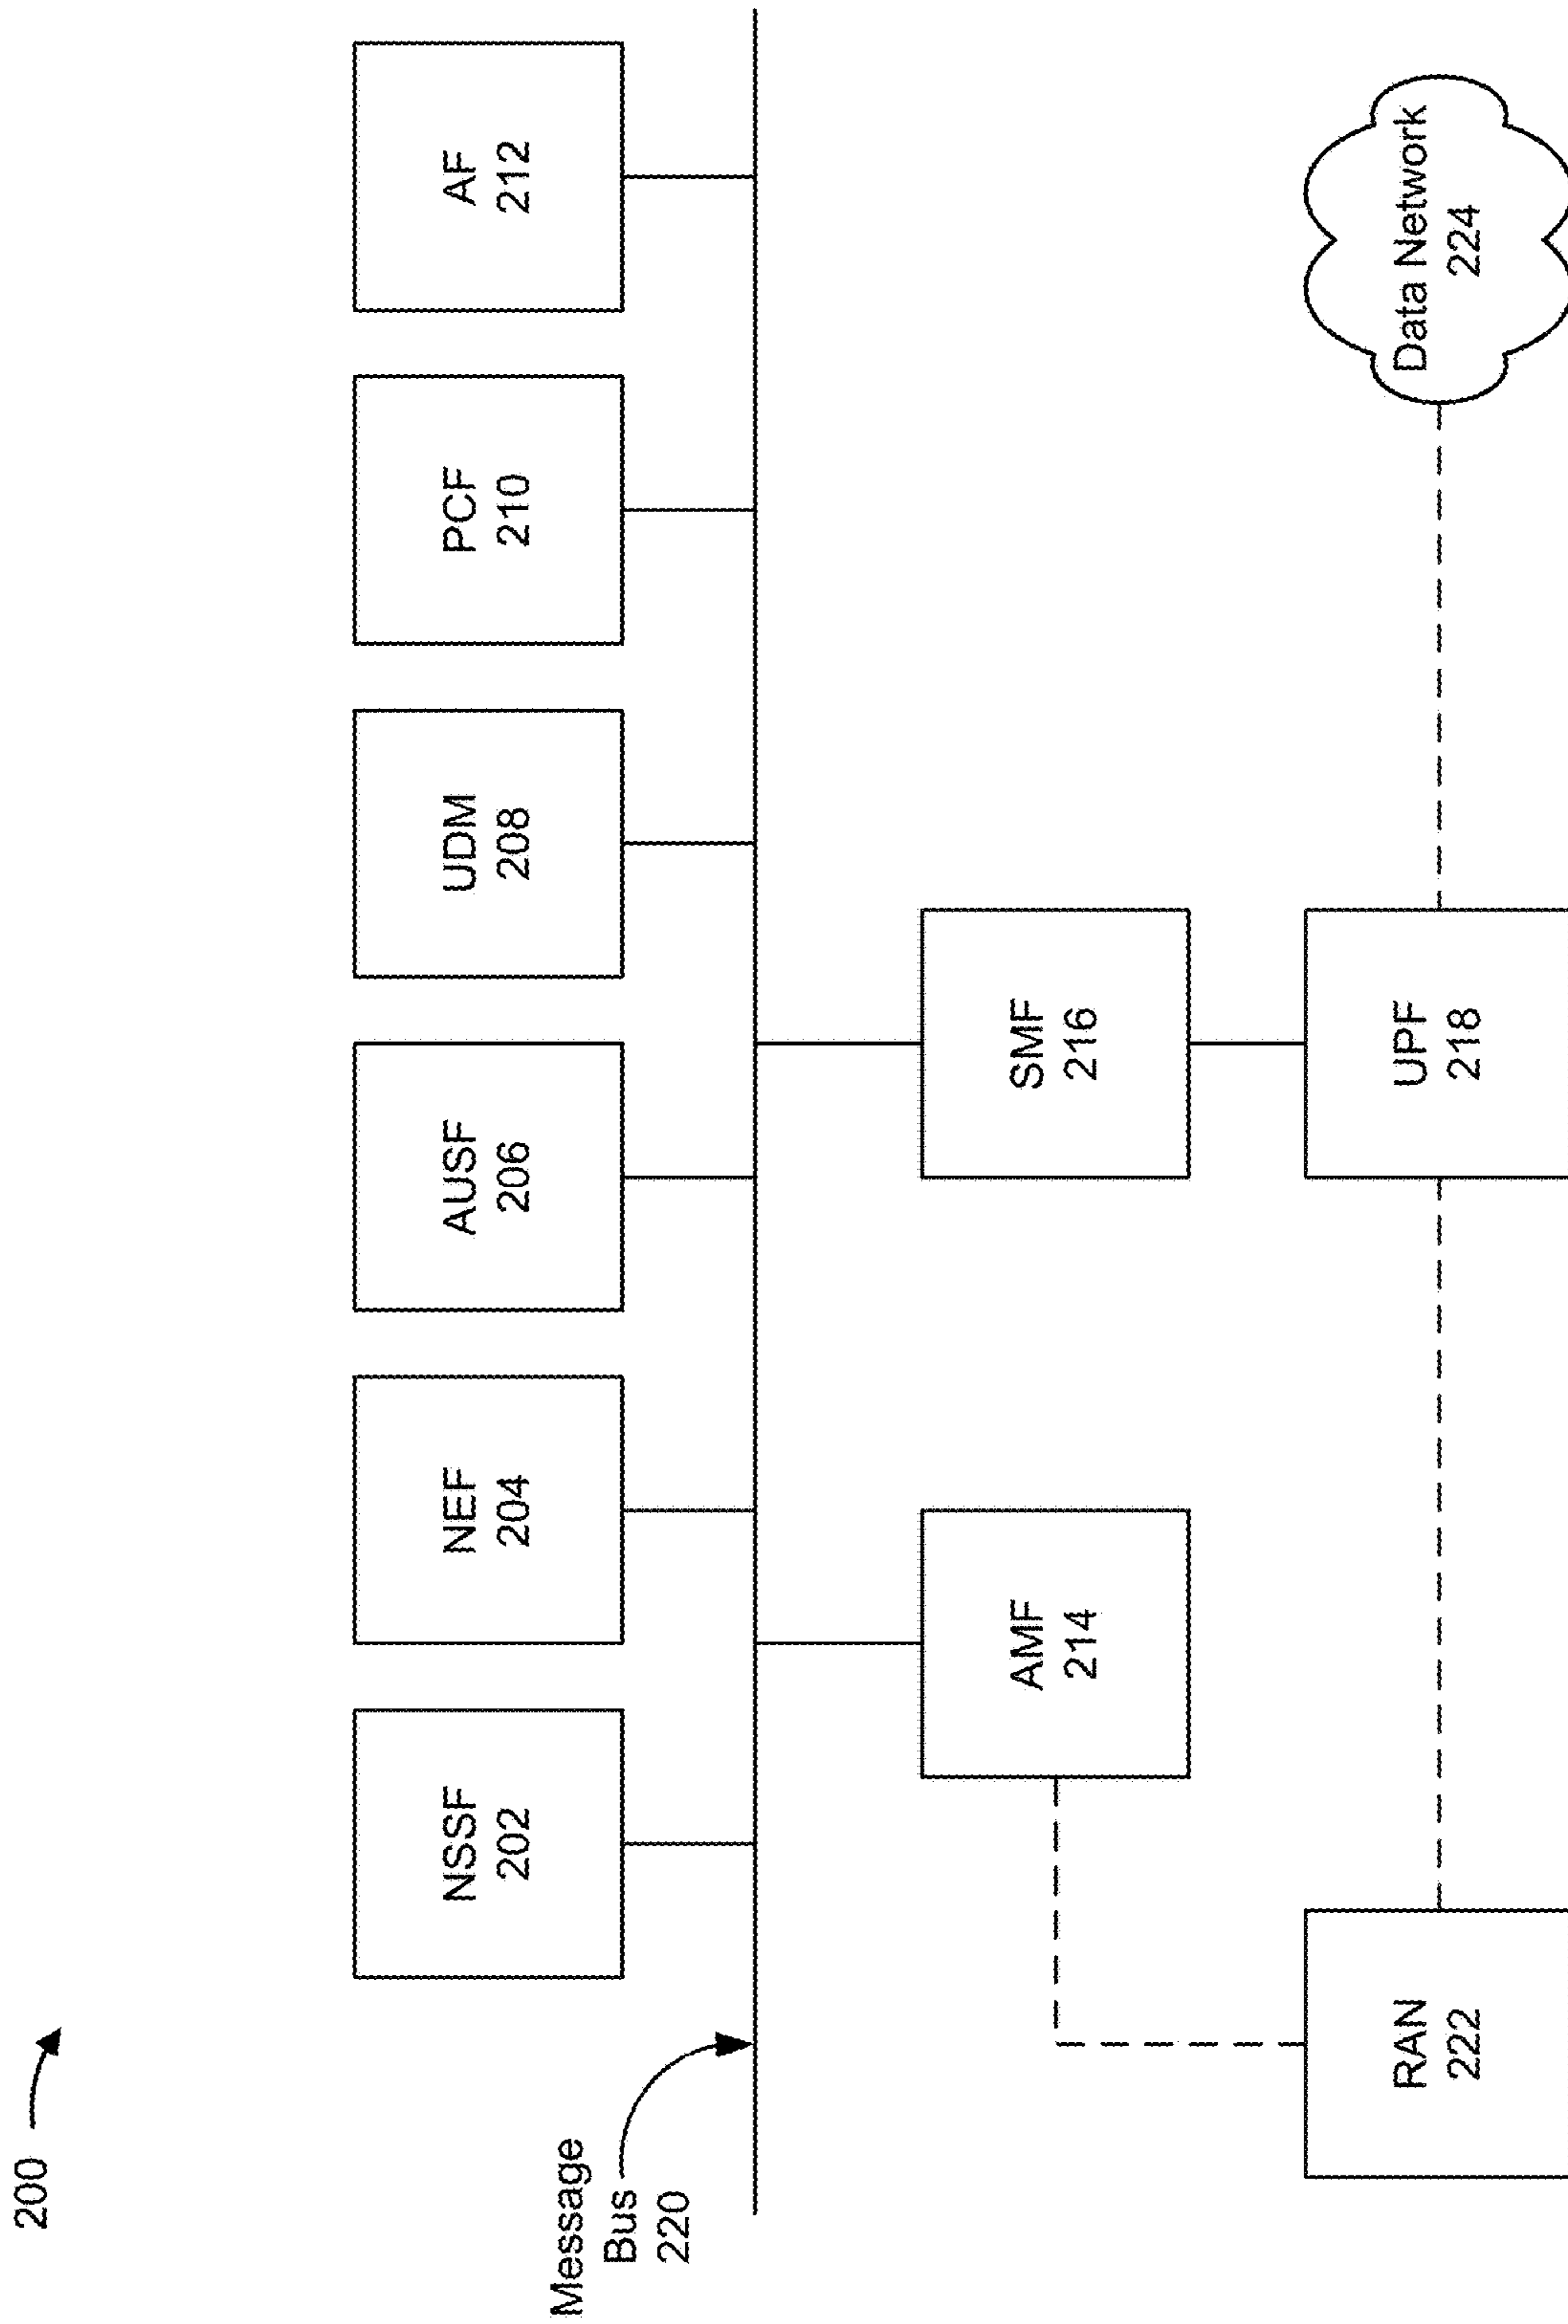 200
NSSF
202
NEF
204
AUSF
206
UDM
208
PCF
210
AF
212
Message
Bus
220
AMF
214
SMF
216
RAN
222
UPF
218
Data Network
224